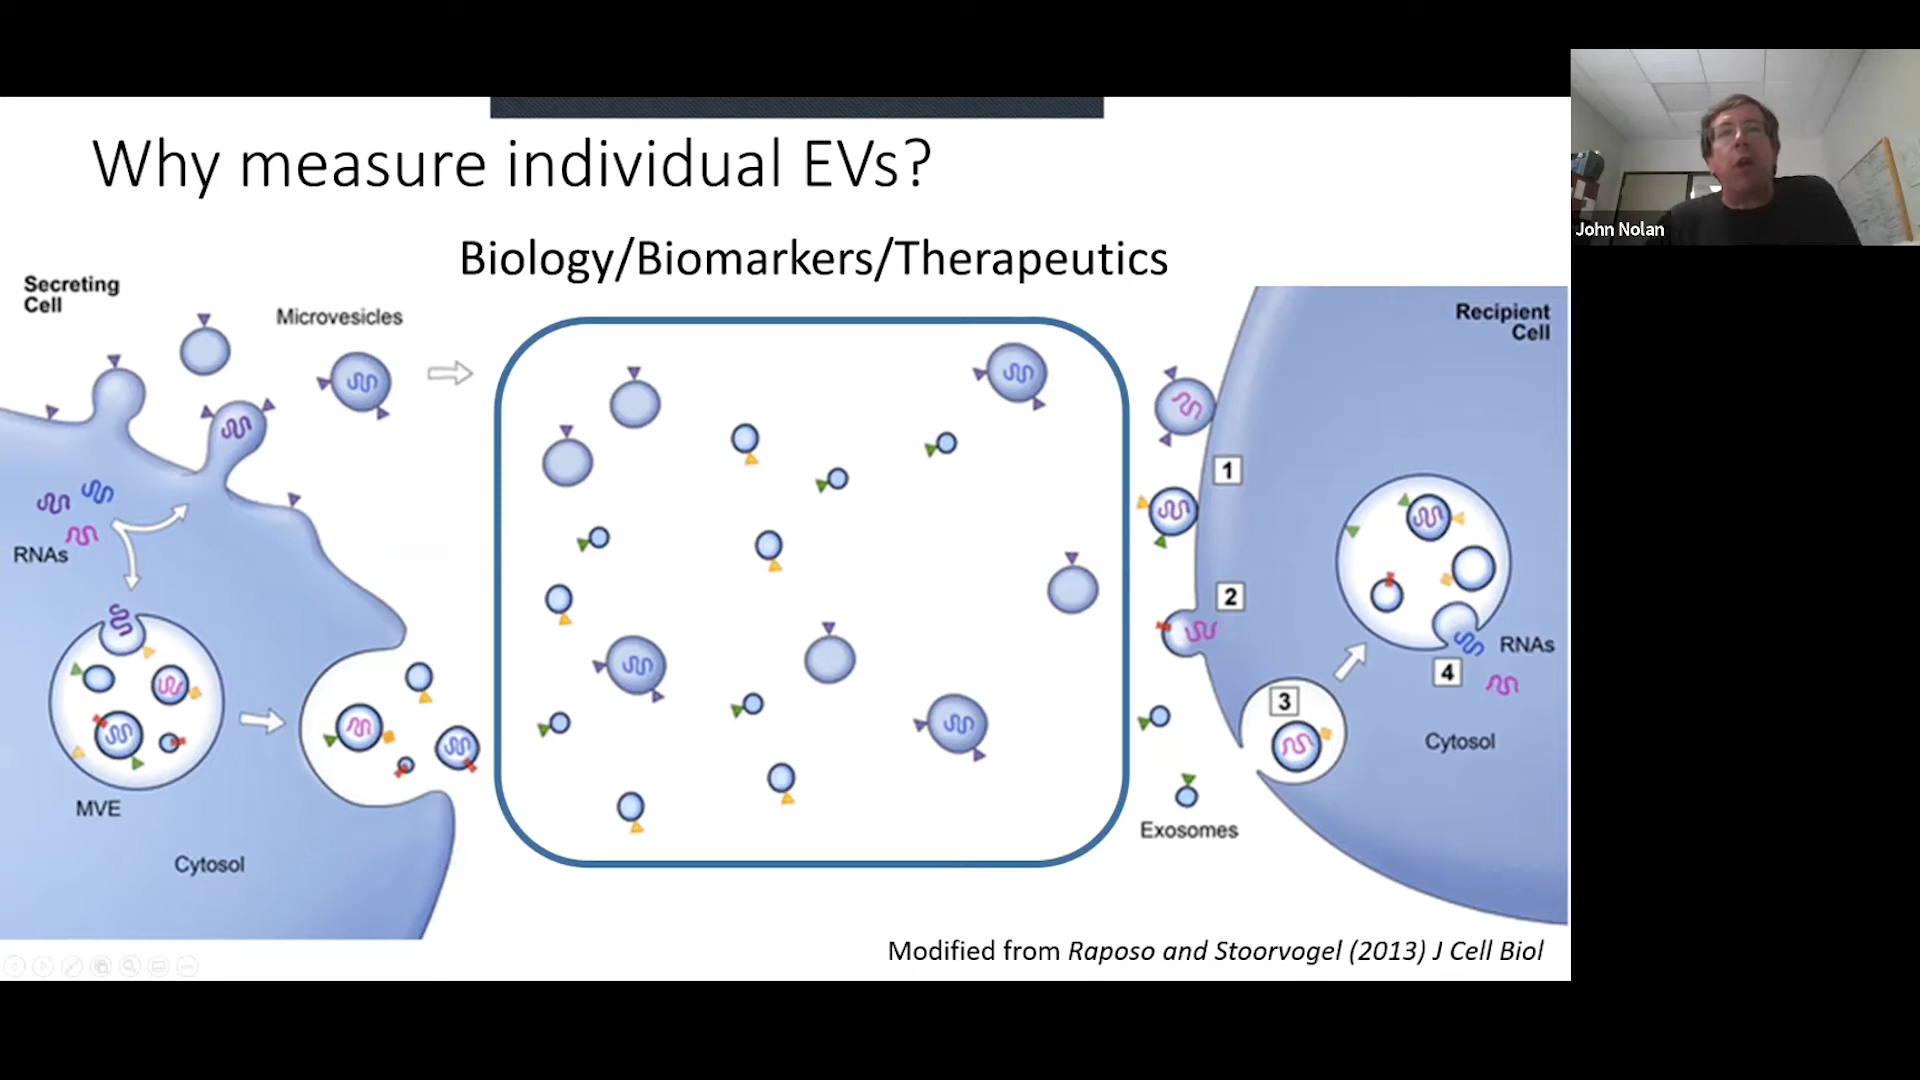 Why measure individual EVs?
Biology/Biomarkers/Therapeutics
Secreting
Cell
Microvesicles
RNAs
MVE
Cytosol
Recipient
Cell
1
2
3
4
RNAs
Cytosol
Exosomes
Modified from Raposo and Stoorvogel (2013) J Cell Biol
John Nolan